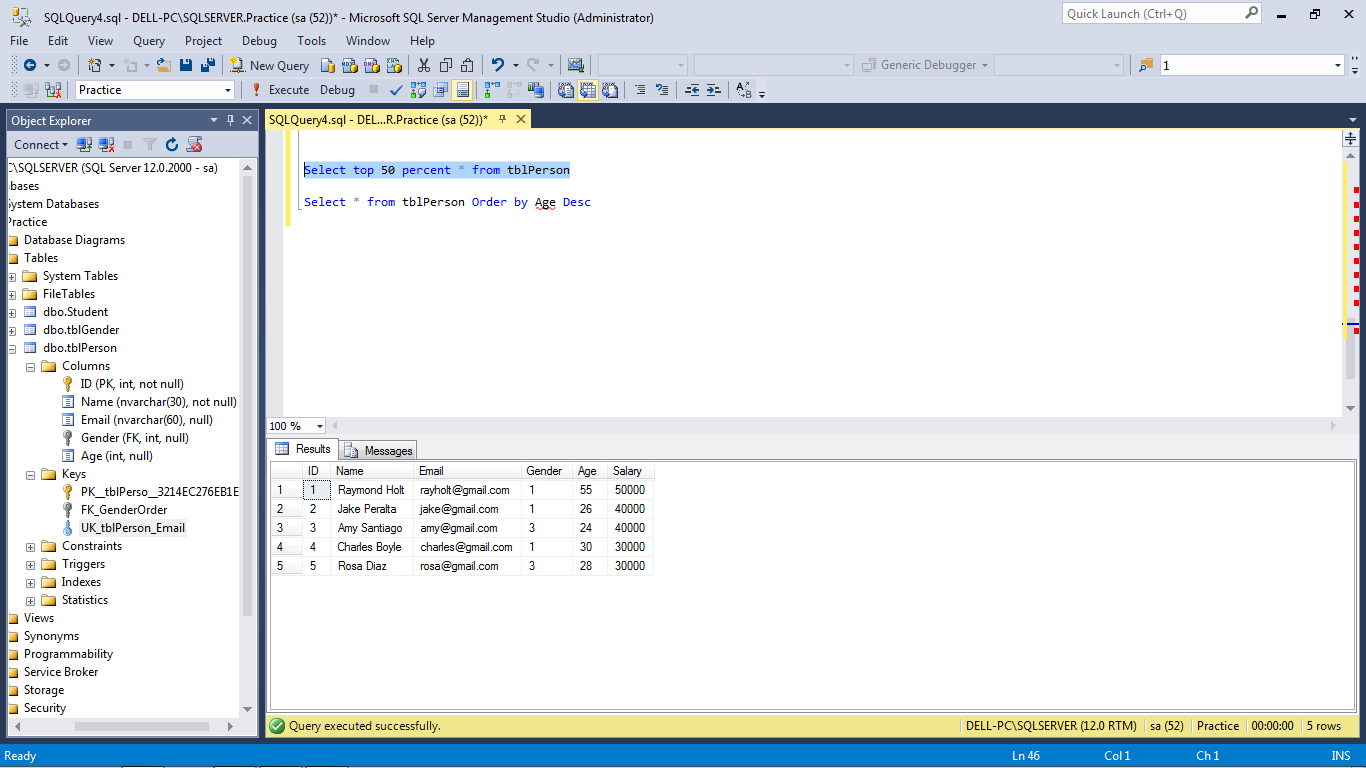 SQLQuery4.sql - DELL-PC\SQLSERVER.Practice (sa (52))* - Microsoft SQL Server Management Studio (Administrator)
Quick Launch (Ctrl+Q)
File Edit View Query Project Debug Tools Window Help
New Query
Generic Debugger
1
Practice
Execute Debug
Object Explorer
Connect
:\SQLSERVER (SQL Server 12.0.2000 - sa)
bases
ystem Databases
ractice
Database Diagrams
Tables
System Tables
FileTables
dbo.Student
dbo.tblGender
dbo.tblPerson
Columns
ID (PK, int, not null)
Name (nvarchar(30), not null)
Email (nvarchar(60), null)
Gender (FK, int, null)
Age (int, null)
Keys
PK__tblPerso__3214EC276EB1E
FK_GenderOrder
UK_tblPerson_Email
Constraints
Triggers
Indexes
Statistics
Views
Synonyms
Programmability
Service Broker
Storage
Security
SQLQuery4.sql - DEL...R.Practice (sa (52))*
Select top 50 percent * from tblPerson
Select * from tblPerson Order by Age Desc
100 %
Results Messages
ID Name Email Gender Age Salary
1 1 Raymond Holt rayholt@gmail.com 1 55 50000
2 2 Jake Peralta jake@gmail.com 1 26 40000
3 3 Amy Santiago amy@gmail.com 3 24 40000
4 4 Charles Boyle charles@gmail.com 1 30 30000
5 5 Rosa Diaz rosa@gmail.com 3 28 30000
Query executed successfully.
DELL-PC\SQLSERVER (12.0 RTM) sa (52) Practice 00:00:00 5 rows
Ready
Ln 46 Col 1 Ch 1 INS